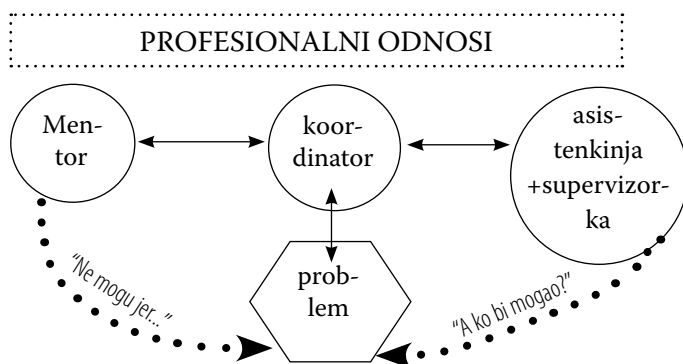 PROFESIONALNI ODNOSI
Men-
tor
koor-
dinator
asis-
tenkinja
+supervizor-
ka
prob-
lem
"Ne mogu jer..."
"A ko bi mogao?"